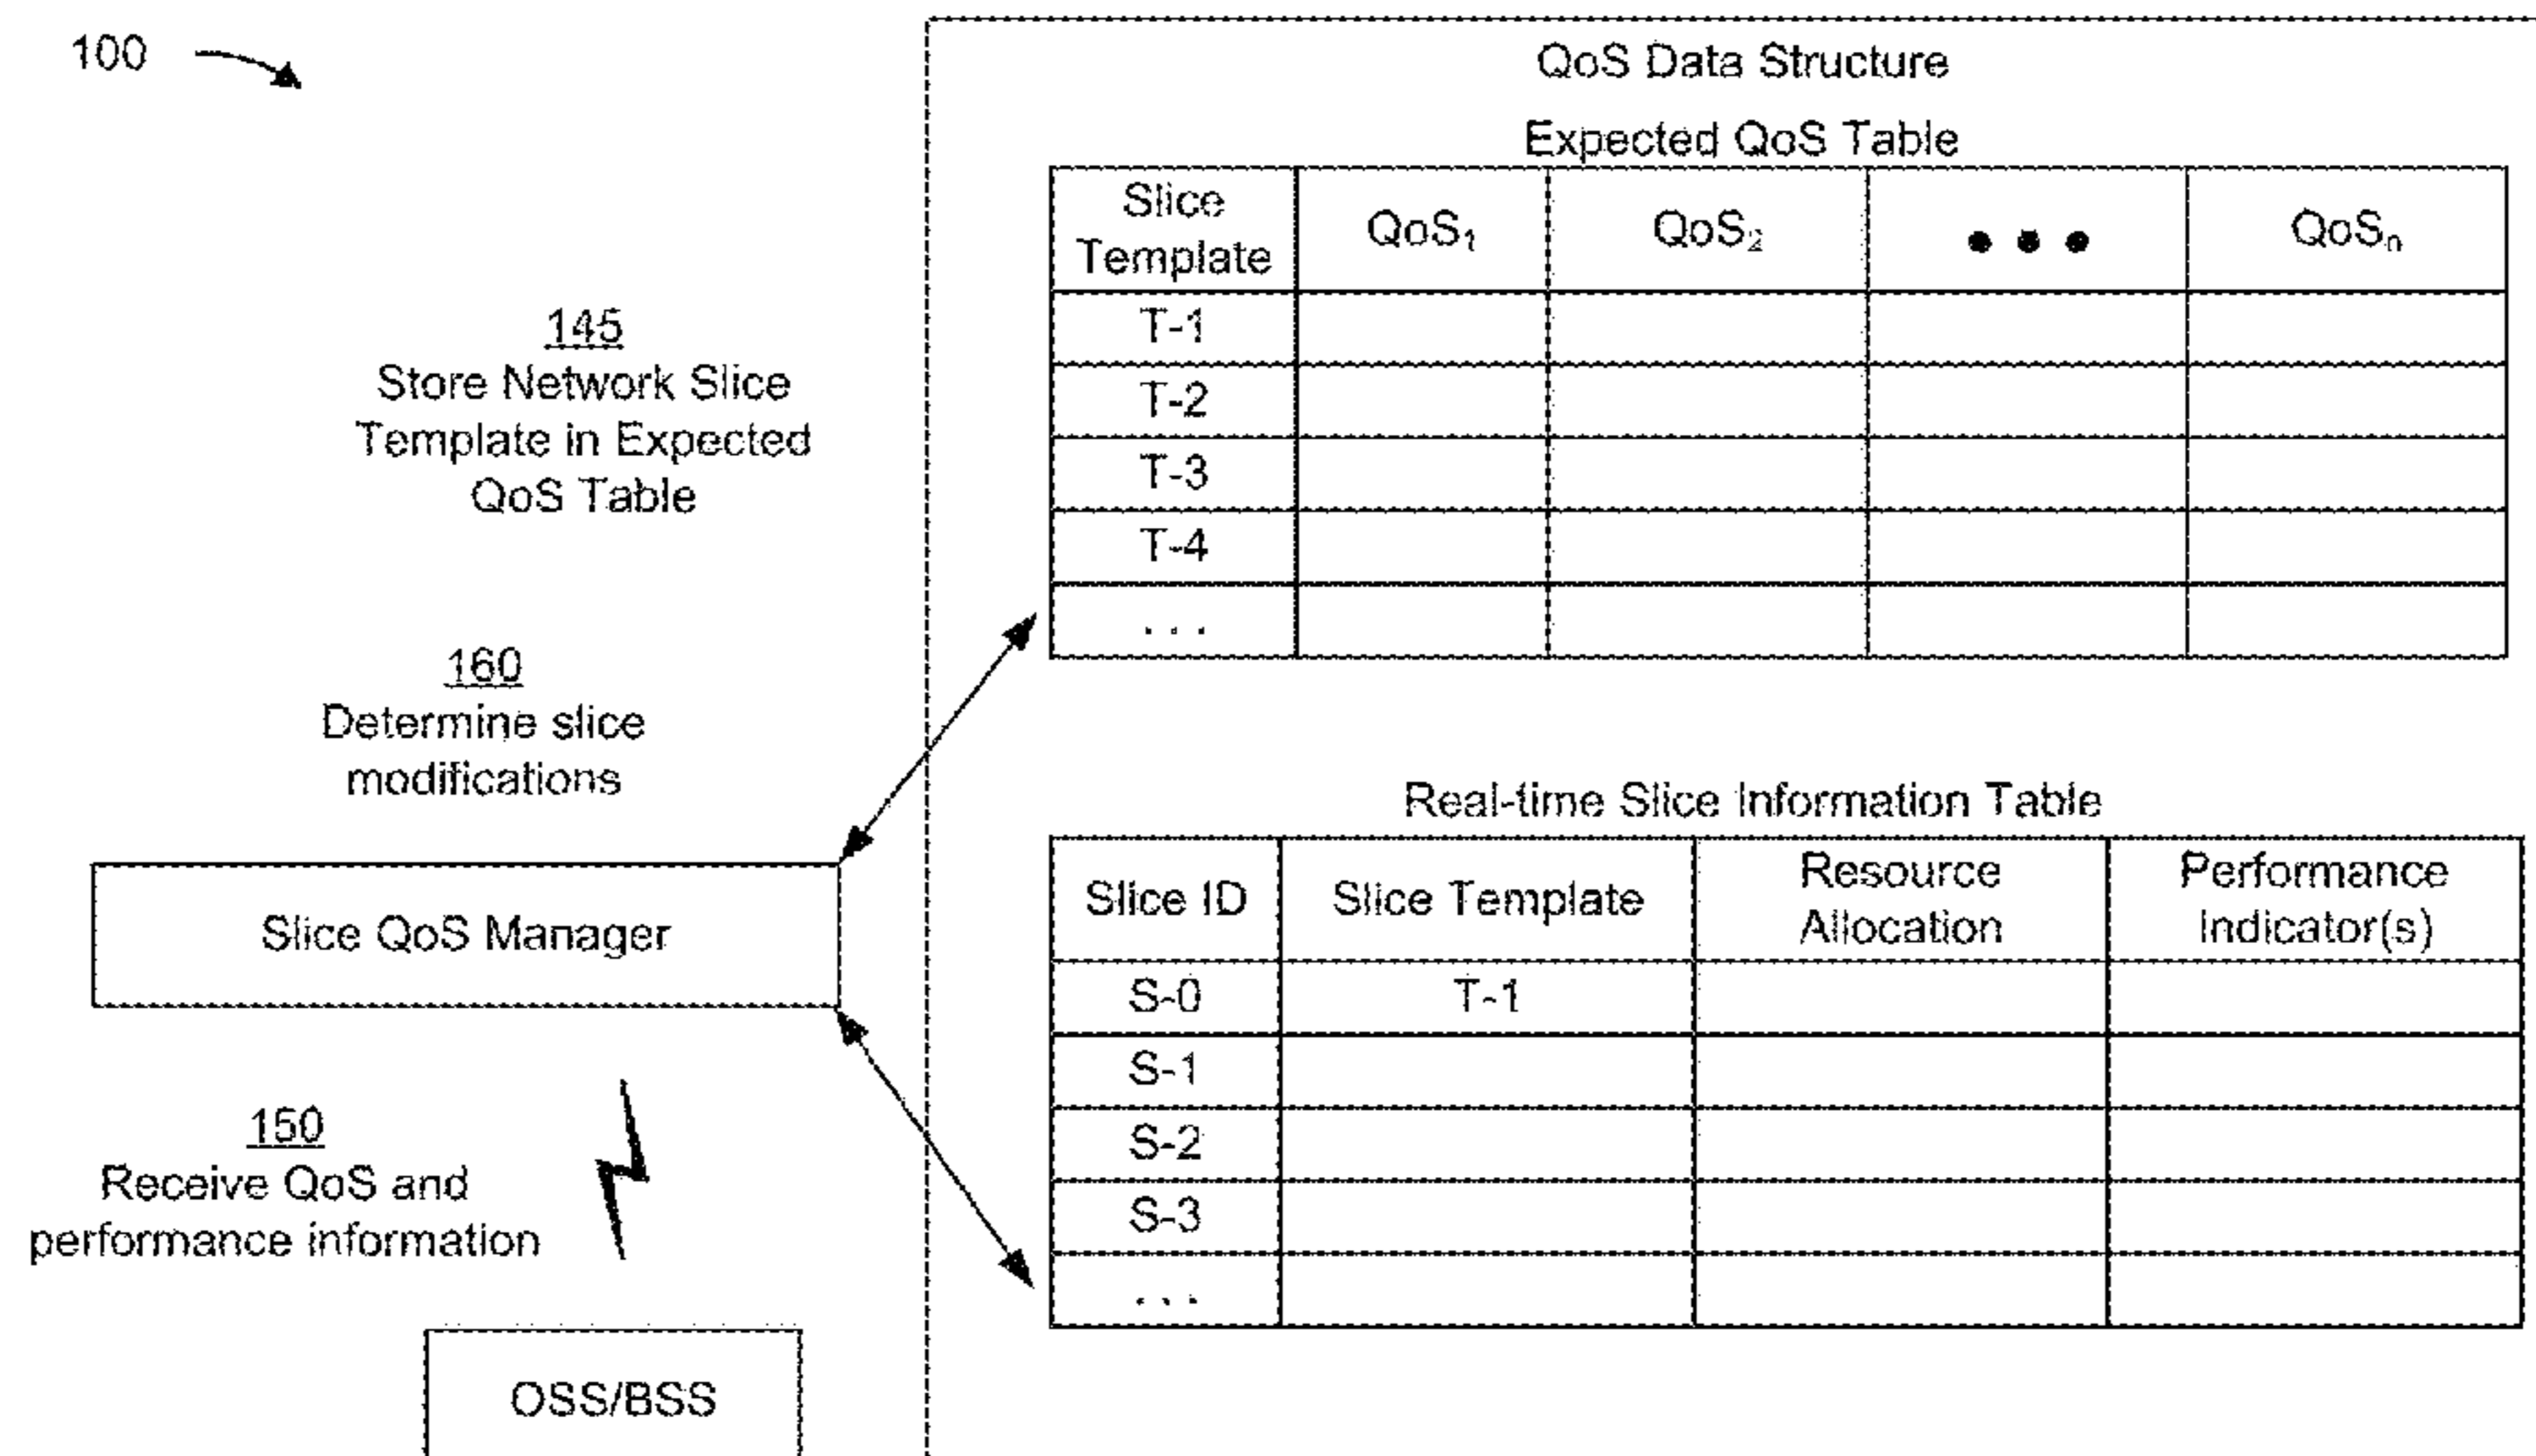 100
QoS Data Structure
Expected QoS Table
Slice
Template
QoS₁
QoS₂
● ● ●
QoSₙ
T-1
T-2
T-3
T-4
. . .
145
Store Network Slice
Template in Expected
QoS Table
160
Determine slice
modifications
Slice QoS Manager
Real-time Slice Information Table
Slice ID
Slice Template
Resource
Allocation
Performance
Indicator(s)
S-0
T-1
S-1
S-2
S-3
. . .
150
Receive QoS and
performance information
OSS/BSS